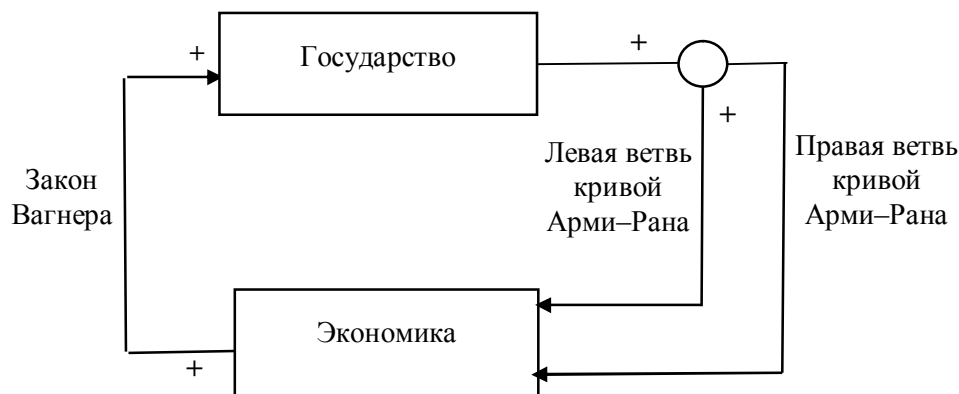 +
Государство
+
+
Левая ветвь
кривой
Арми–Рана
Правая ветвь
кривой
Арми–Рана
Закон
Вагнера
Экономика
+